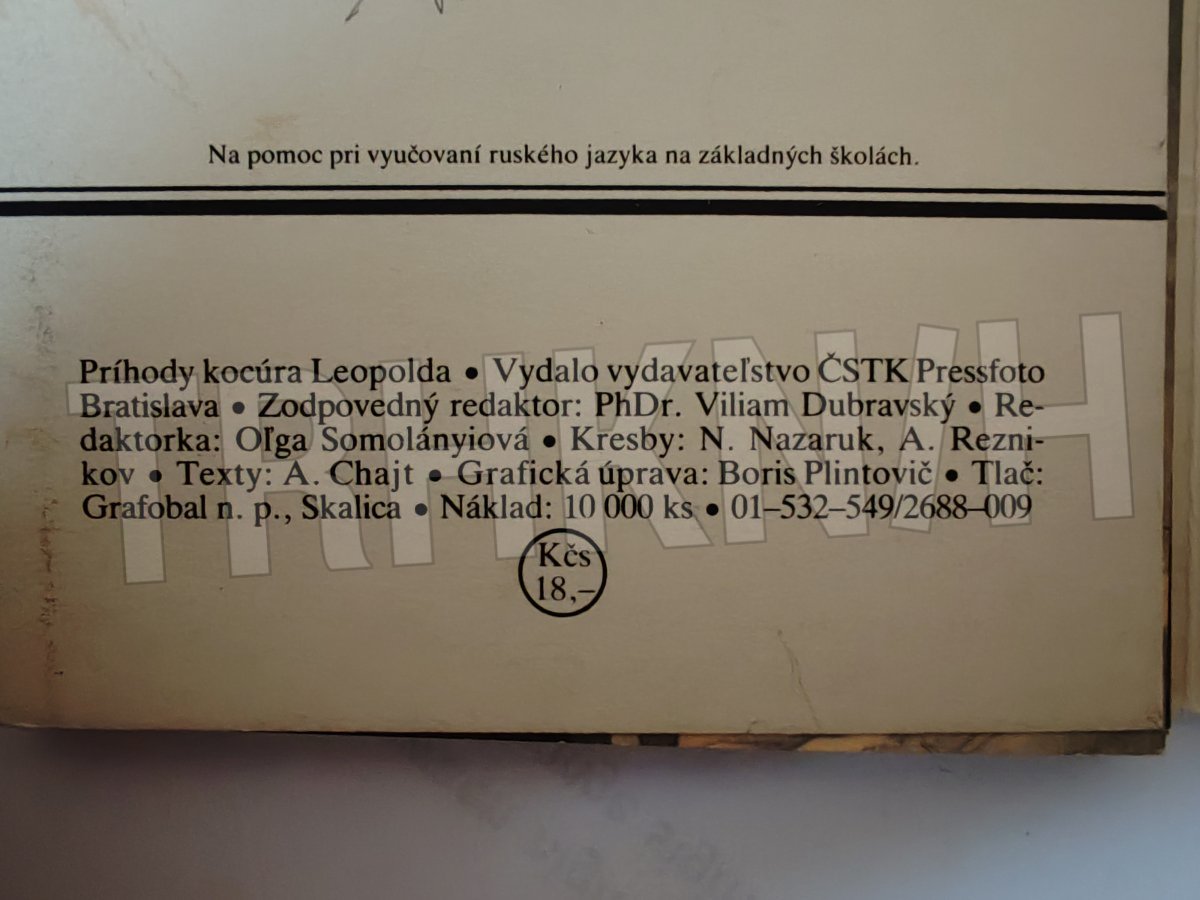 Na pomoc pri vyučovaní ruského jazyka na základných školách.
Príhody kocúra Leopolda • Vydalo vydavateľstvo ČSTK Pressfoto
Bratislava • Zodpovedný redaktor: PhDr. Viliam Dubravský • Re-
daktorka: Oľga Somolányiová • Kresby: N. Nazaruk, A. Rezni-
kov • Texty: A. Chajt • Grafická úprava: Boris Plintovič • Tlač:
Grafobal n. p., Skalica • Náklad: 10 000 ks • 01–532–549/2688–009
Kčs
18,–